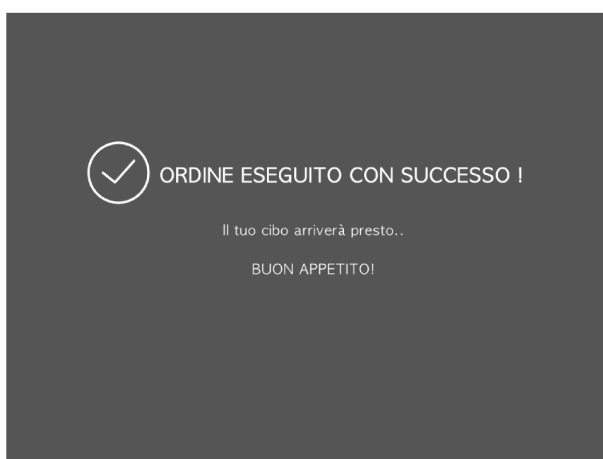 ORDINE ESEGUITO CON SUCCESSO !
Il tuo cibo arriverà presto..
BUON APPETITO!